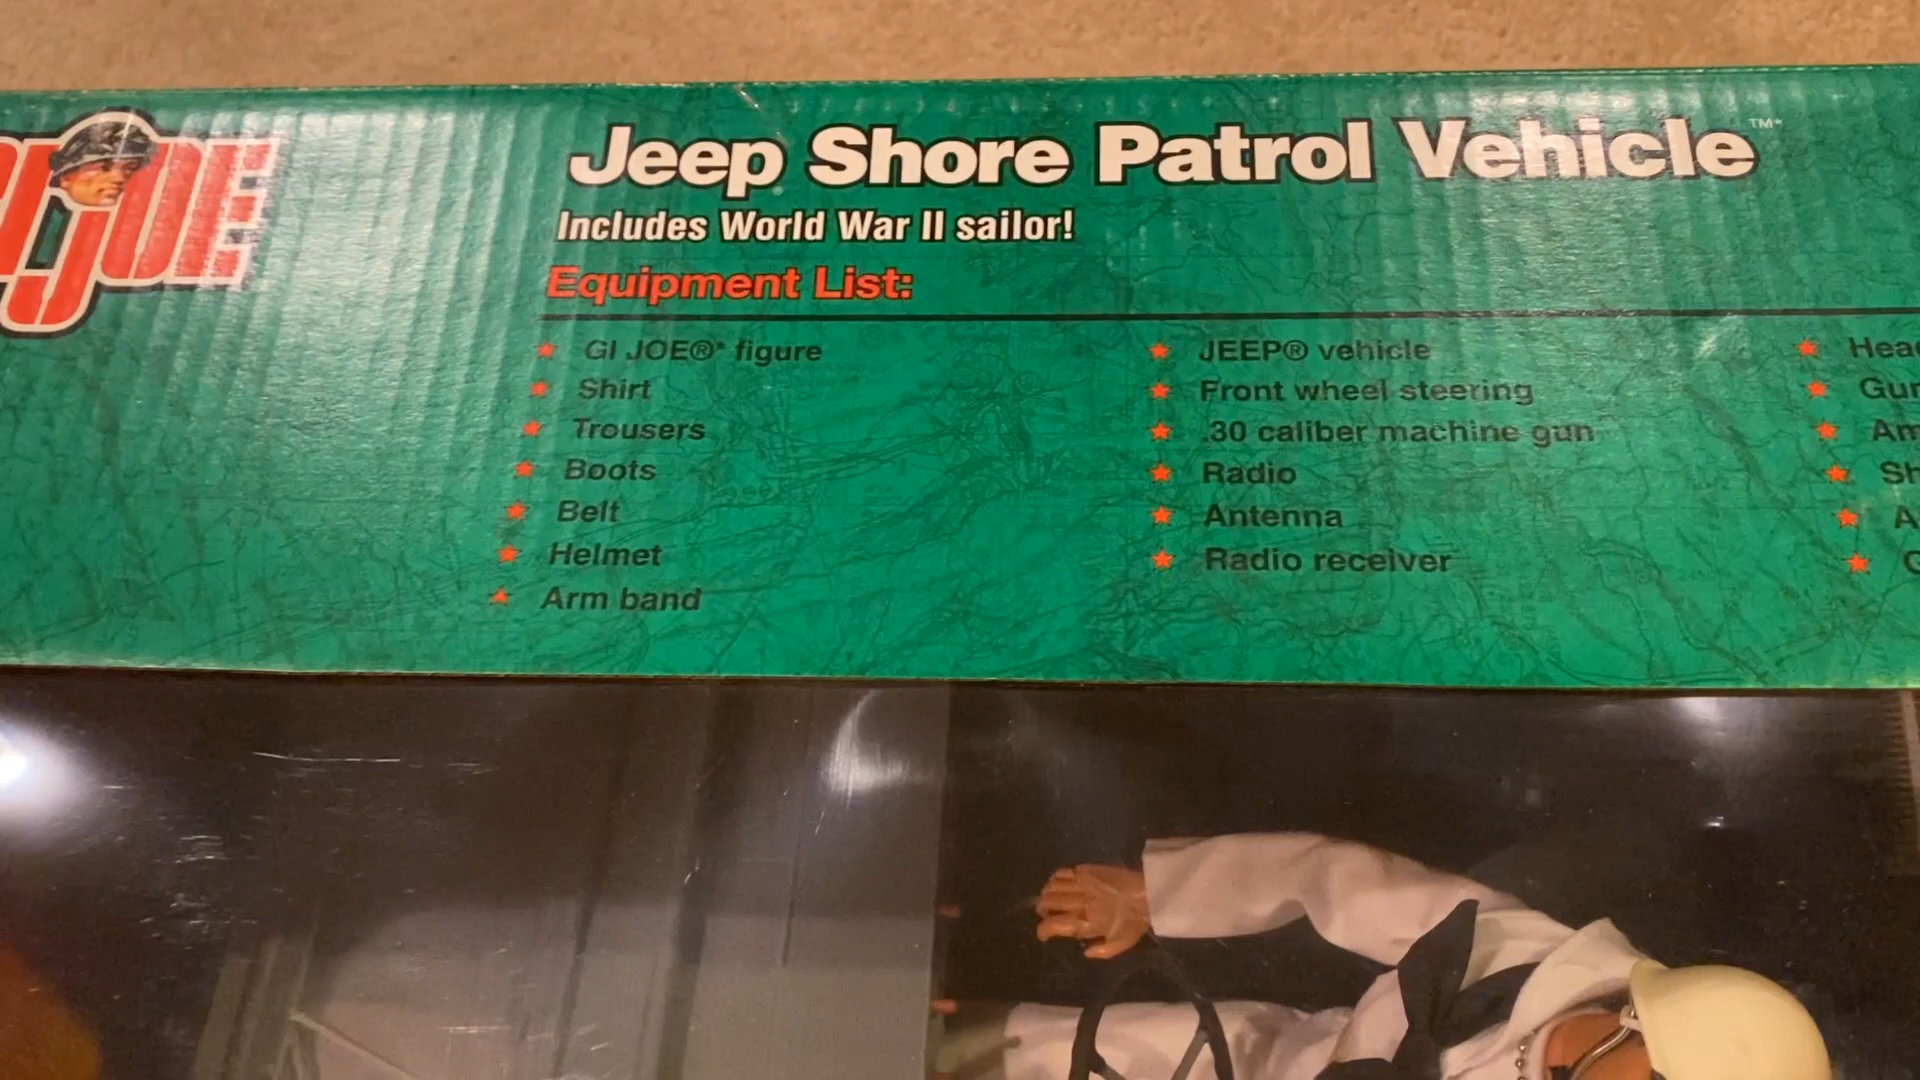 GI JOE
Jeep Shore Patrol Vehicle™*
Includes World War II sailor!
Equipment List:
GI JOE®* figure
Shirt
Trousers
Boots
Belt
Helmet
Arm band
JEEP® vehicle
Front wheel steering
.30 caliber machine gun
Radio
Antenna
Radio receiver